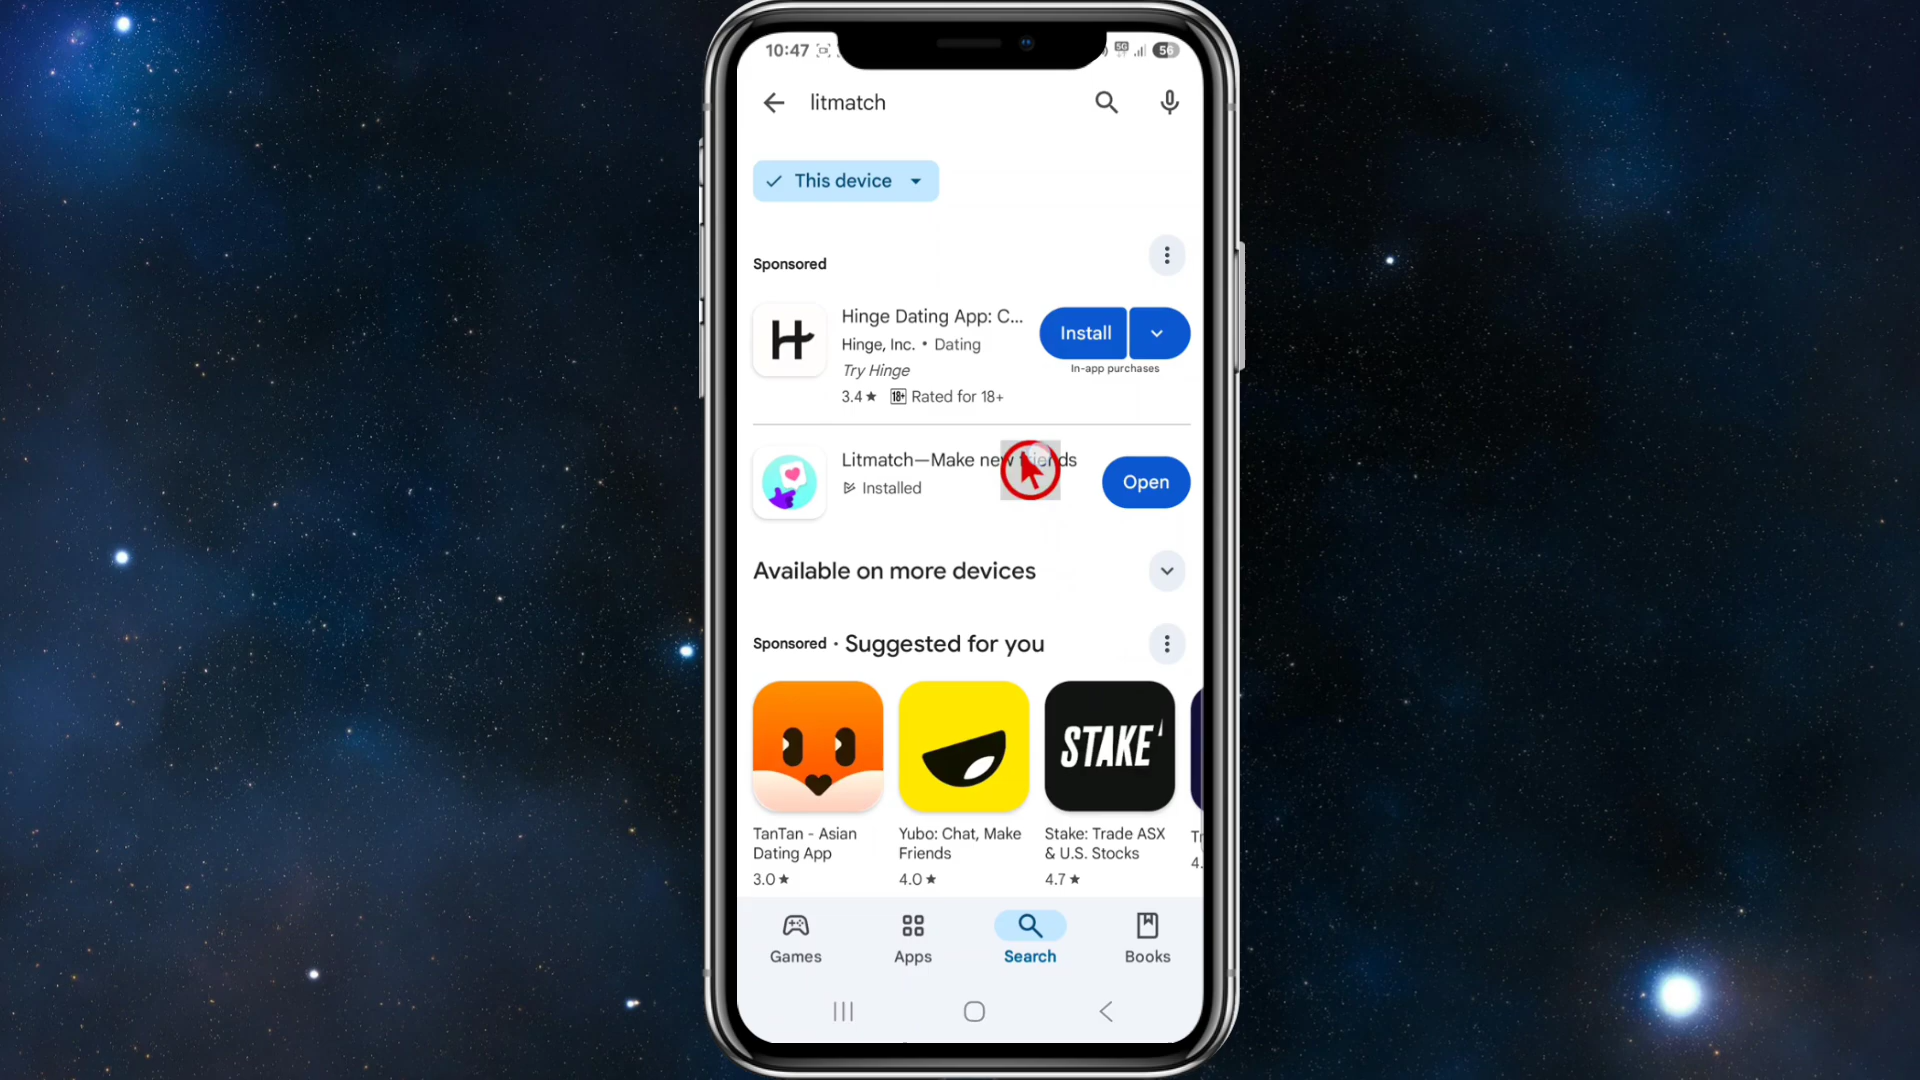 10:47
5G
56
litmatch
This device
Sponsored
H
Hinge Dating App: C...
Hinge, Inc. • Dating
Try Hinge
3.4★ 18+ Rated for 18+
Install
In-app purchases
Litmatch—Make new friends
Installed
Open
Available on more devices
Sponsored · Suggested for you
STAKE
TanTan - Asian
Dating App
3.0★
Yubo: Chat, Make
Friends
4.0★
Stake: Trade ASX
& U.S. Stocks
4.7★
4.
Games
Apps
Search
Books